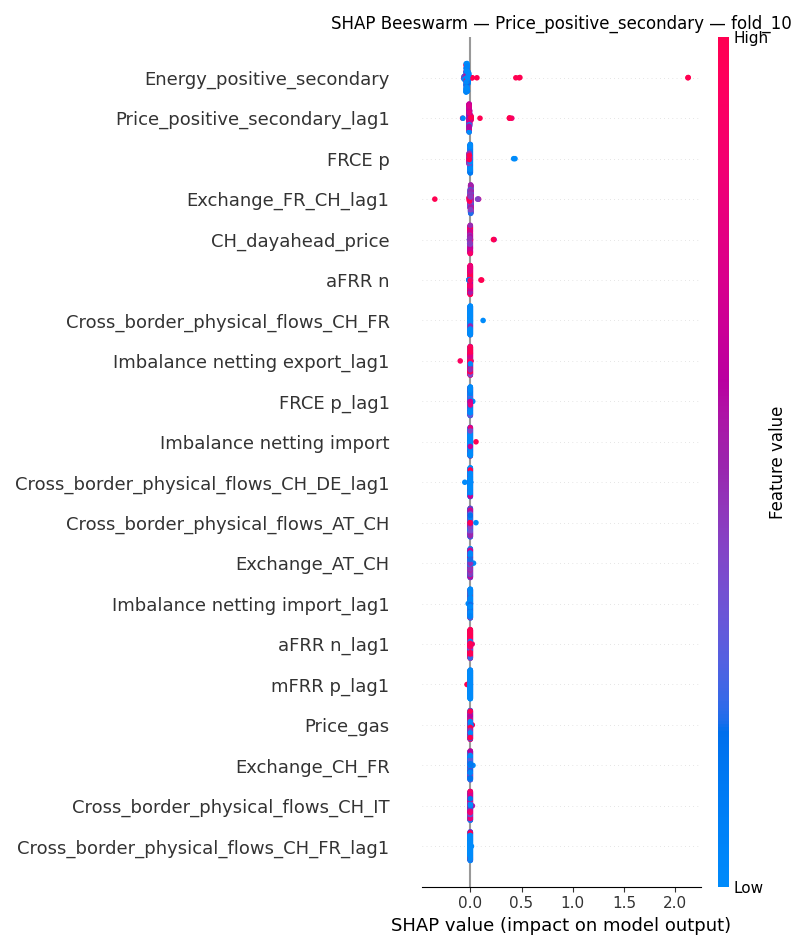 SHAP Beeswarm — Price_positive_secondary — fold_10
High
Energy_positive_secondary
Price_positive_secondary_lag1
FRCE p
Exchange_FR_CH_lag1
CH_dayahead_price
aFRR n
Cross_border_physical_flows_CH_FR
Imbalance netting export_lag1
FRCE p_lag1
Imbalance netting import
Cross_border_physical_flows_CH_DE_lag1
Cross_border_physical_flows_AT_CH
Exchange_AT_CH
Imbalance netting import_lag1
aFRR n_lag1
mFRR p_lag1
Price_gas
Exchange_CH_FR
Cross_border_physical_flows_CH_IT
Cross_border_physical_flows_CH_FR_lag1
Feature value
Low
0.0 0.5 1.0 1.5 2.0
SHAP value (impact on model output)